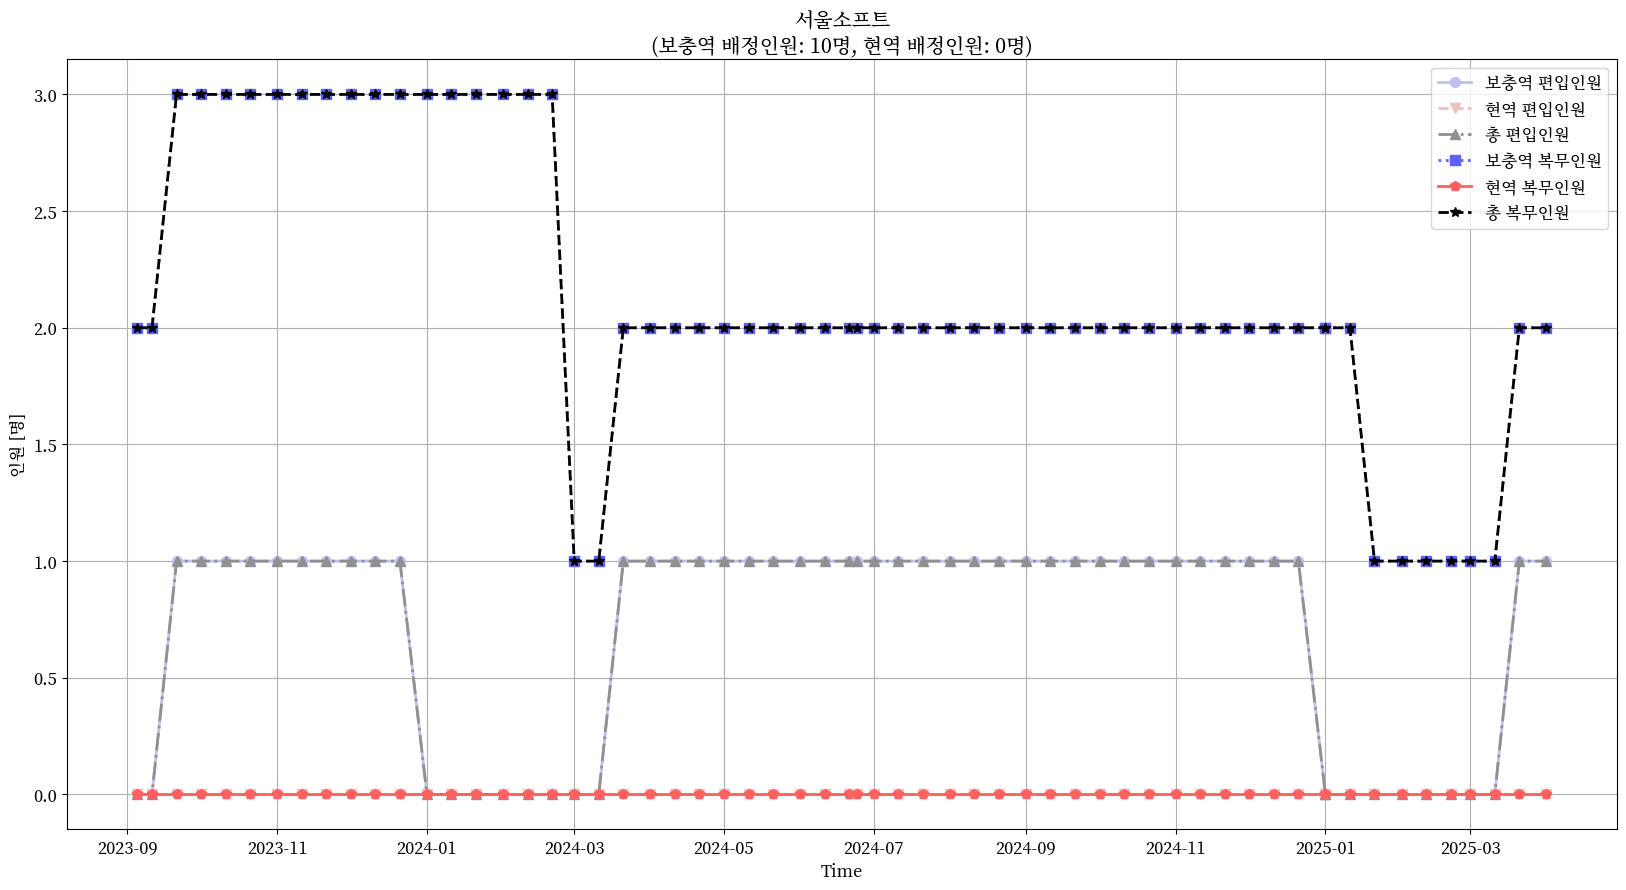 서울소프트
(보충역 배정인원: 10명, 현역 배정인원: 0명)
보충역 편입인원
현역 편입인원
총 편입인원
보충역 복무인원
현역 복무인원
총 복무인원
인원 [명]
3.0
2.5
2.0
1.5
1.0
0.5
0.0
2023-09 2023-11 2024-01 2024-03 2024-05 2024-07 2024-09 2024-11 2025-01 2025-03
Time